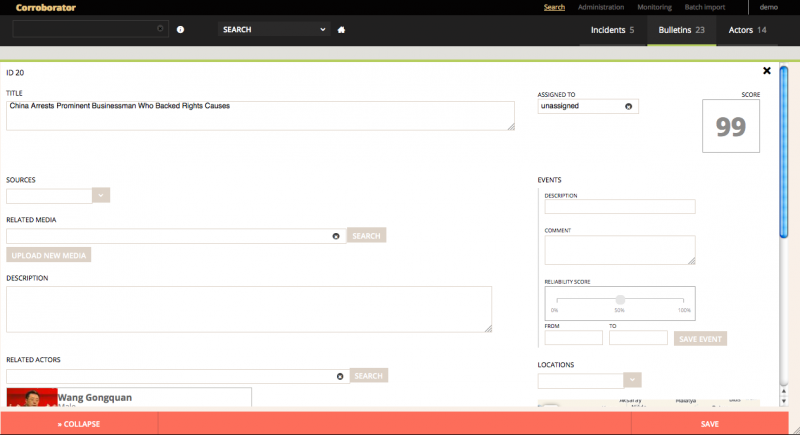 Corroborator
Search Administration Monitoring Batch Import demo
SEARCH
Incidents 5 Bulletins 23 Actors 14
ID 20
TITLE
China Arrests Prominent Businessman Who Backed Rights Causes
ASSIGNED TO
unassigned
SCORE
99
SOURCES
RELATED MEDIA
SEARCH
UPLOAD NEW MEDIA
DESCRIPTION
RELATED ACTORS
SEARCH
Wang Gongquan
Male
EVENTS
DESCRIPTION
COMMENT
RELIABILITY SCORE
0% 50% 100%
FROM TO
SAVE EVENT
LOCATIONS
Malatya
» COLLAPSE
SAVE